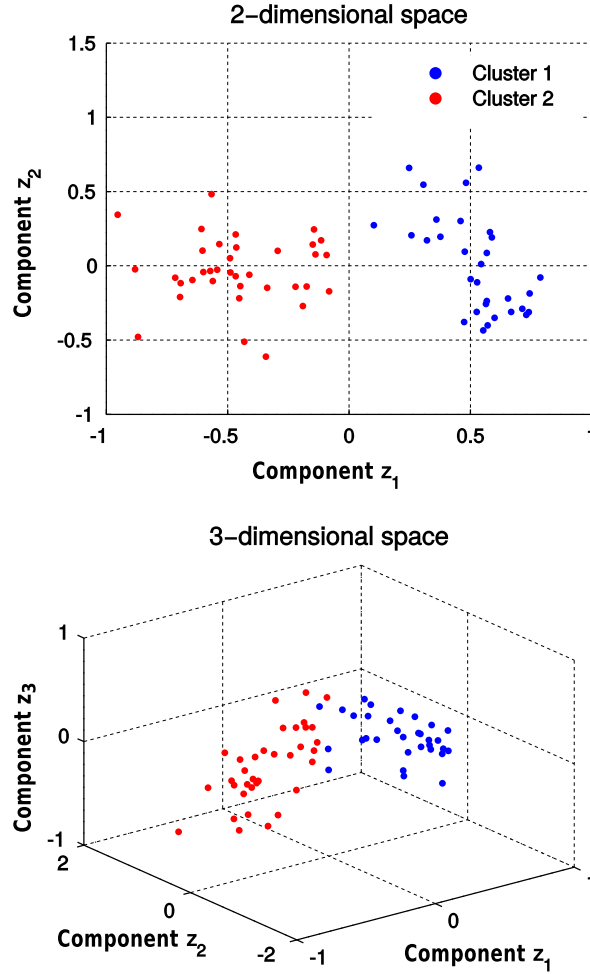 2-dimensional space
1.5
Cluster 1
Cluster 2
1
0.5
0
-0.5
-1
Component z2
-1 -0.5 0 0.5
Component z1
3-dimensional space
1
0
-1
Component z3
2
0
-2
Component z2
-1
0
Component z1